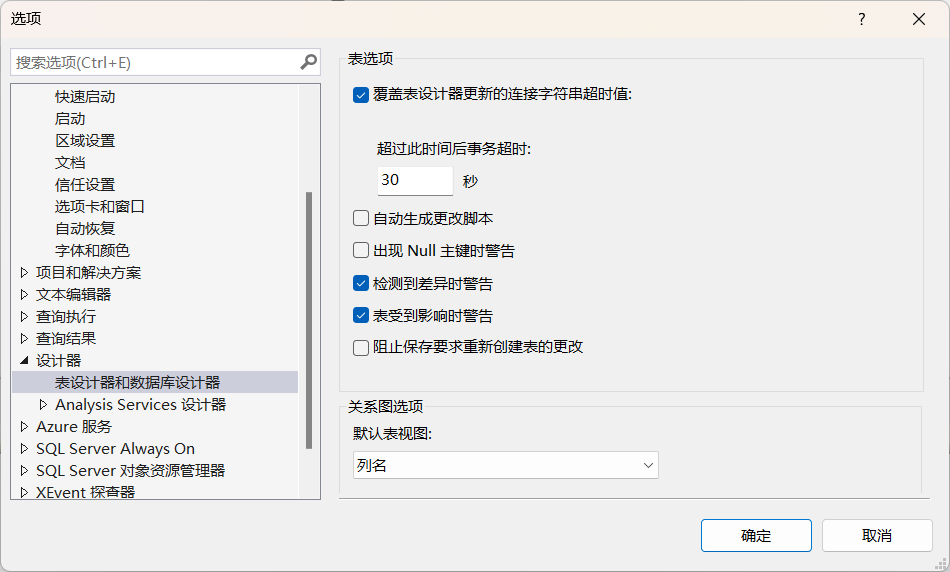 选项
搜索选项(Ctrl+E)
快速启动
启动
区域设置
文档
信任设置
选项卡和窗口
自动恢复
字体和颜色
项目和解决方案
文本编辑器
查询执行
查询结果
设计器
表设计器和数据库设计器
Analysis Services 设计器
Azure 服务
SQL Server Always On
SQL Server 对象资源管理器
XEvent 探查器
表选项
覆盖表设计器更新的连接字符串超时值:
超过此时间后事务超时:
30 秒
自动生成更改脚本
出现 Null 主键时警告
检测到差异时警告
表受到影响时警告
阻止保存要求重新创建表的更改
关系图选项
默认表视图:
列名
确定
取消